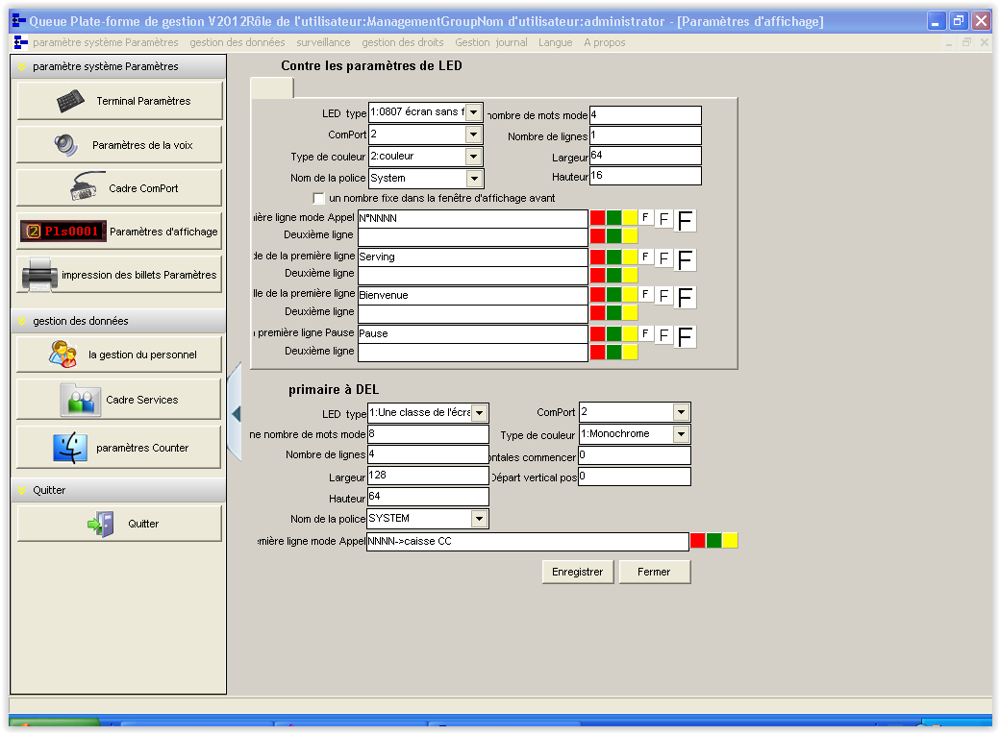 Queue Plate-forme de gestion V2012Rôle de l'utilisateur:ManagementGroupNom d'utilisateur:administrator - [Paramètres d'affichage]
paramètre système Paramètres gestion des données surveillance gestion des droits Gestion journal Langue A propos
paramètre système Paramètres
Terminal Paramètres
Paramètres de la voix
Cadre ComPort
2 Pls0001 Paramètres d'affichage
impression des billets Paramètres
gestion des données
la gestion du personnel
Cadre Services
paramètres Counter
Quitter
Quitter
Contre les paramètres de LED
LED type 1:0807 écran sans f nombre de mots mode 4
ComPort 2 Nombre de lignes 1
Type de couleur 2:couleur Largeur 64
Nom de la police System Hauteur 16
un nombre fixe dans la fenêtre d'affichage avant
ière ligne mode Appel N°NNNN F F F
Deuxième ligne
de de la première ligne Serving F F F
Deuxième ligne
lle de la première ligne Bienvenue F F F
Deuxième ligne
première ligne Pause Pause F F F
Deuxième ligne
primaire à DEL
LED type 1:Une classe de l'écra ComPort 2
ne nombre de mots mode 8 Type de couleur 1:Monochrome
Nombre de lignes 4 ontales commencer 0
Largeur 128 Départ vertical pos 0
Hauteur 64
Nom de la police SYSTEM
emière ligne mode Appel NNNN->caisse CC
Enregistrer Fermer